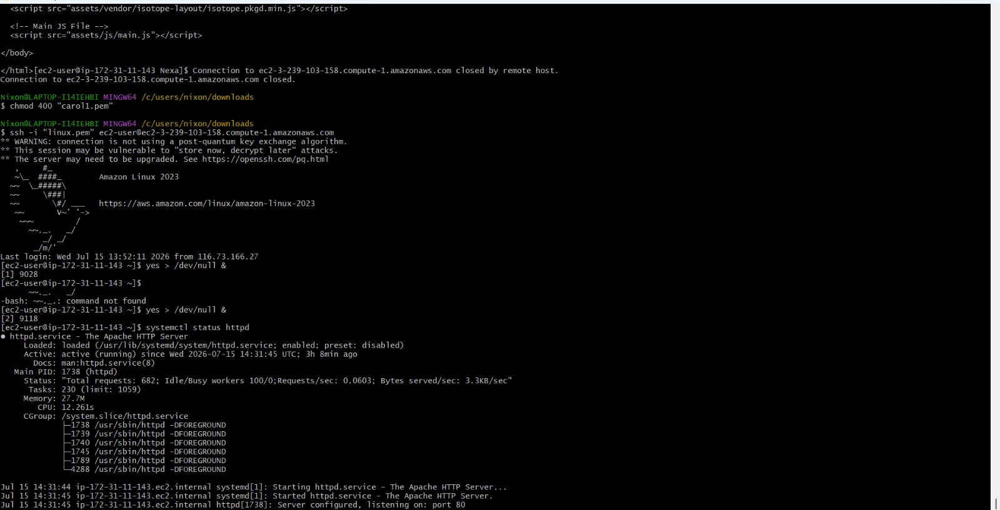 <script src="assets/vendor/isotope-layout/isotope.pkgd.min.js"></script>

  <!-- Main JS File -->
  <script src="assets/js/main.js"></script>

</body>

</html>[ec2-user@ip-172-31-11-143 Nexa]$ Connection to ec2-3-239-103-158.compute-1.amazonaws.com closed by remote host.
Connection to ec2-3-239-103-158.compute-1.amazonaws.com closed.

Nixon@LAPTOP-I14IEHBI MINGW64 /c/users/nixon/downloads
$ chmod 400 "carol1.pem"

Nixon@LAPTOP-I14IEHBI MINGW64 /c/users/nixon/downloads
$ ssh -i "linux.pem" ec2-user@ec2-3-239-103-158.compute-1.amazonaws.com
** WARNING: connection is not using a post-quantum key exchange algorithm.
** This session may be vulnerable to "store now, decrypt later" attacks.
** The server may need to be upgraded. See https://openssh.com/pq.html
   ,     #_
   ~\_  ####_        Amazon Linux 2023
  ~~  \_#####\
  ~~     \###|
  ~~       \#/ ___   https://aws.amazon.com/linux/amazon-linux-2023
   ~~       V~' '->
    ~~~         /
      ~~._.   _/
         _/ _/
       _/m/'
Last login: Wed Jul 15 13:52:11 2026 from 116.73.166.27
[ec2-user@ip-172-31-11-143 ~]$ yes > /dev/null &
[1] 9028
[ec2-user@ip-172-31-11-143 ~]$
      ~~._.   _/
-bash: ~~._.: command not found
[ec2-user@ip-172-31-11-143 ~]$ yes > /dev/null &
[2] 9118
[ec2-user@ip-172-31-11-143 ~]$ systemctl status httpd
● httpd.service - The Apache HTTP Server
     Loaded: loaded (/usr/lib/systemd/system/httpd.service; enabled; preset: disabled)
     Active: active (running) since Wed 2026-07-15 14:31:45 UTC; 3h 8min ago
       Docs: man:httpd.service(8)
   Main PID: 1738 (httpd)
     Status: "Total requests: 682; Idle/Busy workers 100/0;Requests/sec: 0.0603; Bytes served/sec: 3.3KB/sec"
      Tasks: 230 (limit: 1059)
     Memory: 27.7M
        CPU: 12.261s
     CGroup: /system.slice/httpd.service
             ├─1738 /usr/sbin/httpd -DFOREGROUND
             ├─1739 /usr/sbin/httpd -DFOREGROUND
             ├─1740 /usr/sbin/httpd -DFOREGROUND
             ├─1745 /usr/sbin/httpd -DFOREGROUND
             ├─1789 /usr/sbin/httpd -DFOREGROUND
             └─4288 /usr/sbin/httpd -DFOREGROUND

Jul 15 14:31:44 ip-172-31-11-143.ec2.internal systemd[1]: Starting httpd.service - The Apache HTTP Server...
Jul 15 14:31:45 ip-172-31-11-143.ec2.internal systemd[1]: Started httpd.service - The Apache HTTP Server.
Jul 15 14:31:45 ip-172-31-11-143.ec2.internal httpd[1738]: Server configured, listening on: port 80